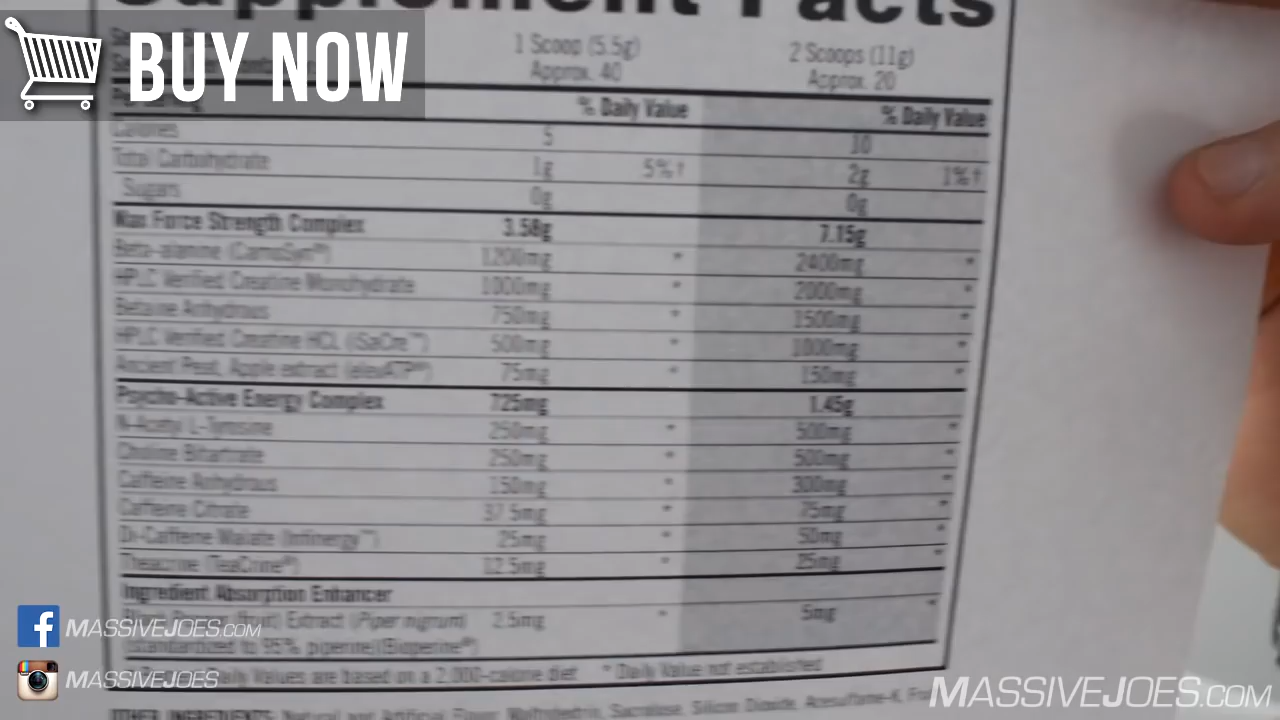 Supplement Facts
BUY NOW
1 Scoop (5.5g) 2 Scoops (11g)
Approx. 40 Approx. 20
% Daily Value % Daily Value
Calories 5 10
Total Carbohydrate 1g 5%† 2g 1%†
Sugars 0g 0g
Max Force Strength Complex 3.58g 7.15g
Beta-alanine (CarnoSyn®) 1200mg * 2400mg *
HPLC Verified Creatine Monohydrate 1000mg * 2000mg *
Betaine Anhydrous 750mg * 1500mg *
HPLC Verified Creatine HCL 500mg * 1000mg *
Ancient Peat, Apple extract (elevATP®) 75mg * 150mg *
Psycho-Active Energy Complex 725mg 1.45g
N-Acetyl L-Tyrosine 250mg * 500mg *
Choline Bitartrate 250mg * 500mg *
Caffeine Anhydrous 150mg * 300mg *
Caffeine Citrate 37.5mg * 75mg *
Di-Caffeine Malate (Infinergy™) 25mg * 50mg *
Theacrine (TeaCrine®) 12.5mg * 25mg *
Ingredient Absorption Enhancer
Extract (Piper nigrum) 2.5mg * 5mg *
(standardized to 95% piperine)(Bioperine®)
Daily Values are based on a 2,000-calorie diet * Daily Value not established
OTHER INGREDIENTS: Natural and Artificial Flavor, Maltodextrin, Sucralose, Silicon Dioxide, Acesulfame-K,
MASSIVEJOES.COM
MASSIVEJOES
MASSIVEJOES.COM